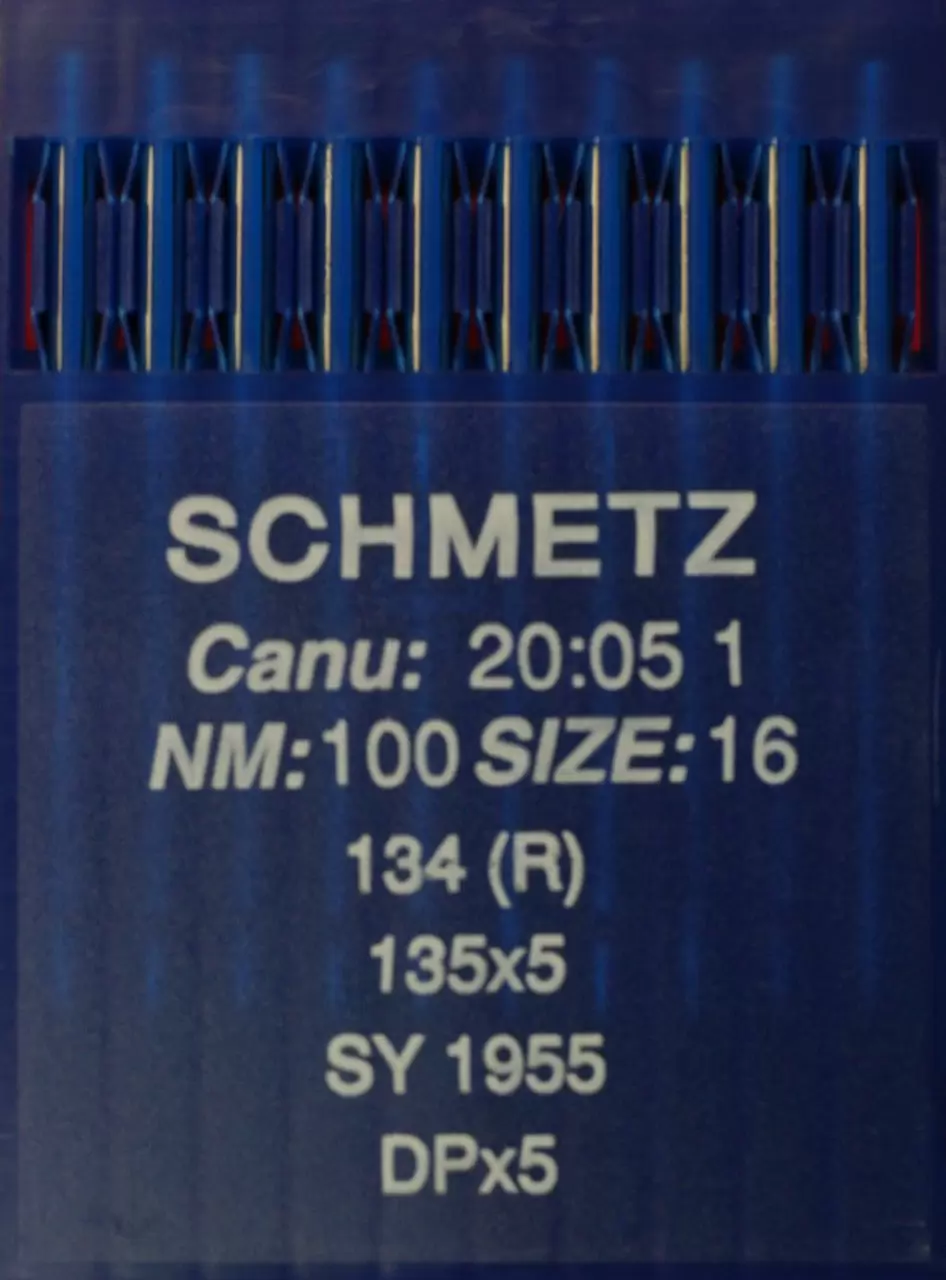 SCHMETZ
Canu: 20:05 1
NM:100 SIZE:16
134 (R)
135x5
SY 1955
DPx5